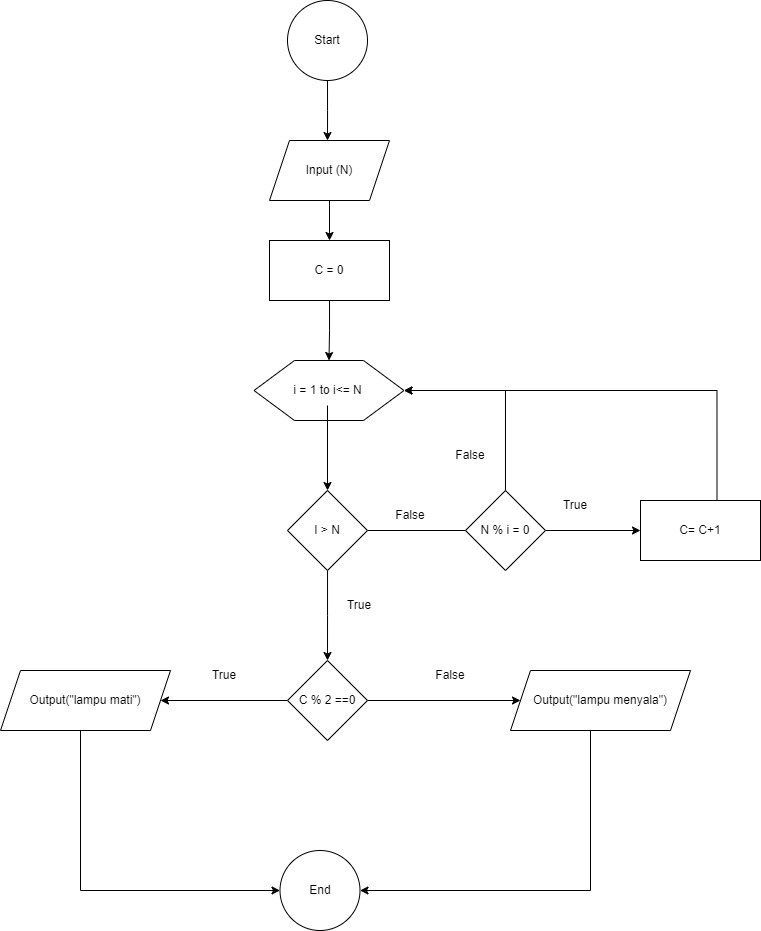 Start
Input (N)
C = 0
i = 1 to i<= N
False
I > N
False
N % i = 0
True
C= C+1
True
True
False
Output("lampu mati")
C % 2 ==0
Output("lampu menyala")
End